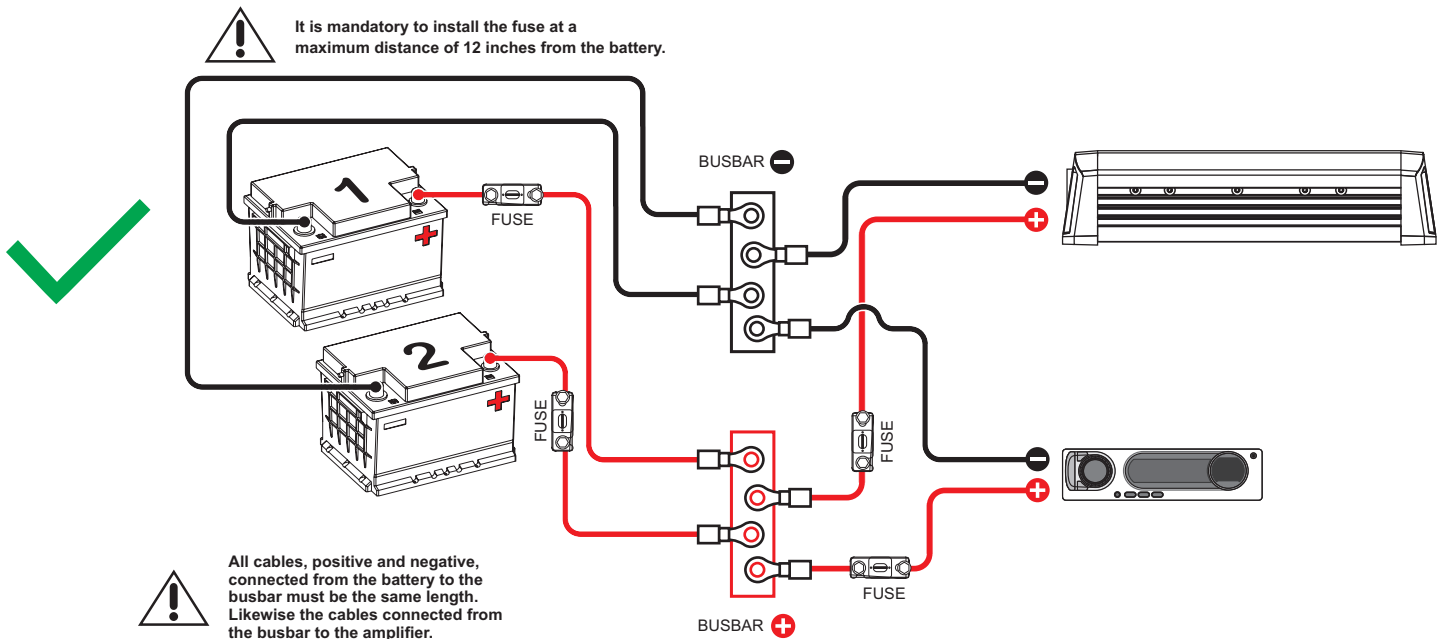 It is mandatory to install the fuse at a
maximum distance of 12 inches from the battery.
BUSBAR
1
FUSE
2
FUSE
FUSE
FUSE
All cables, positive and negative,
connected from the battery to the
busbar must be the same length.
Likewise the cables connected from
the busbar to the amplifier.
BUSBAR